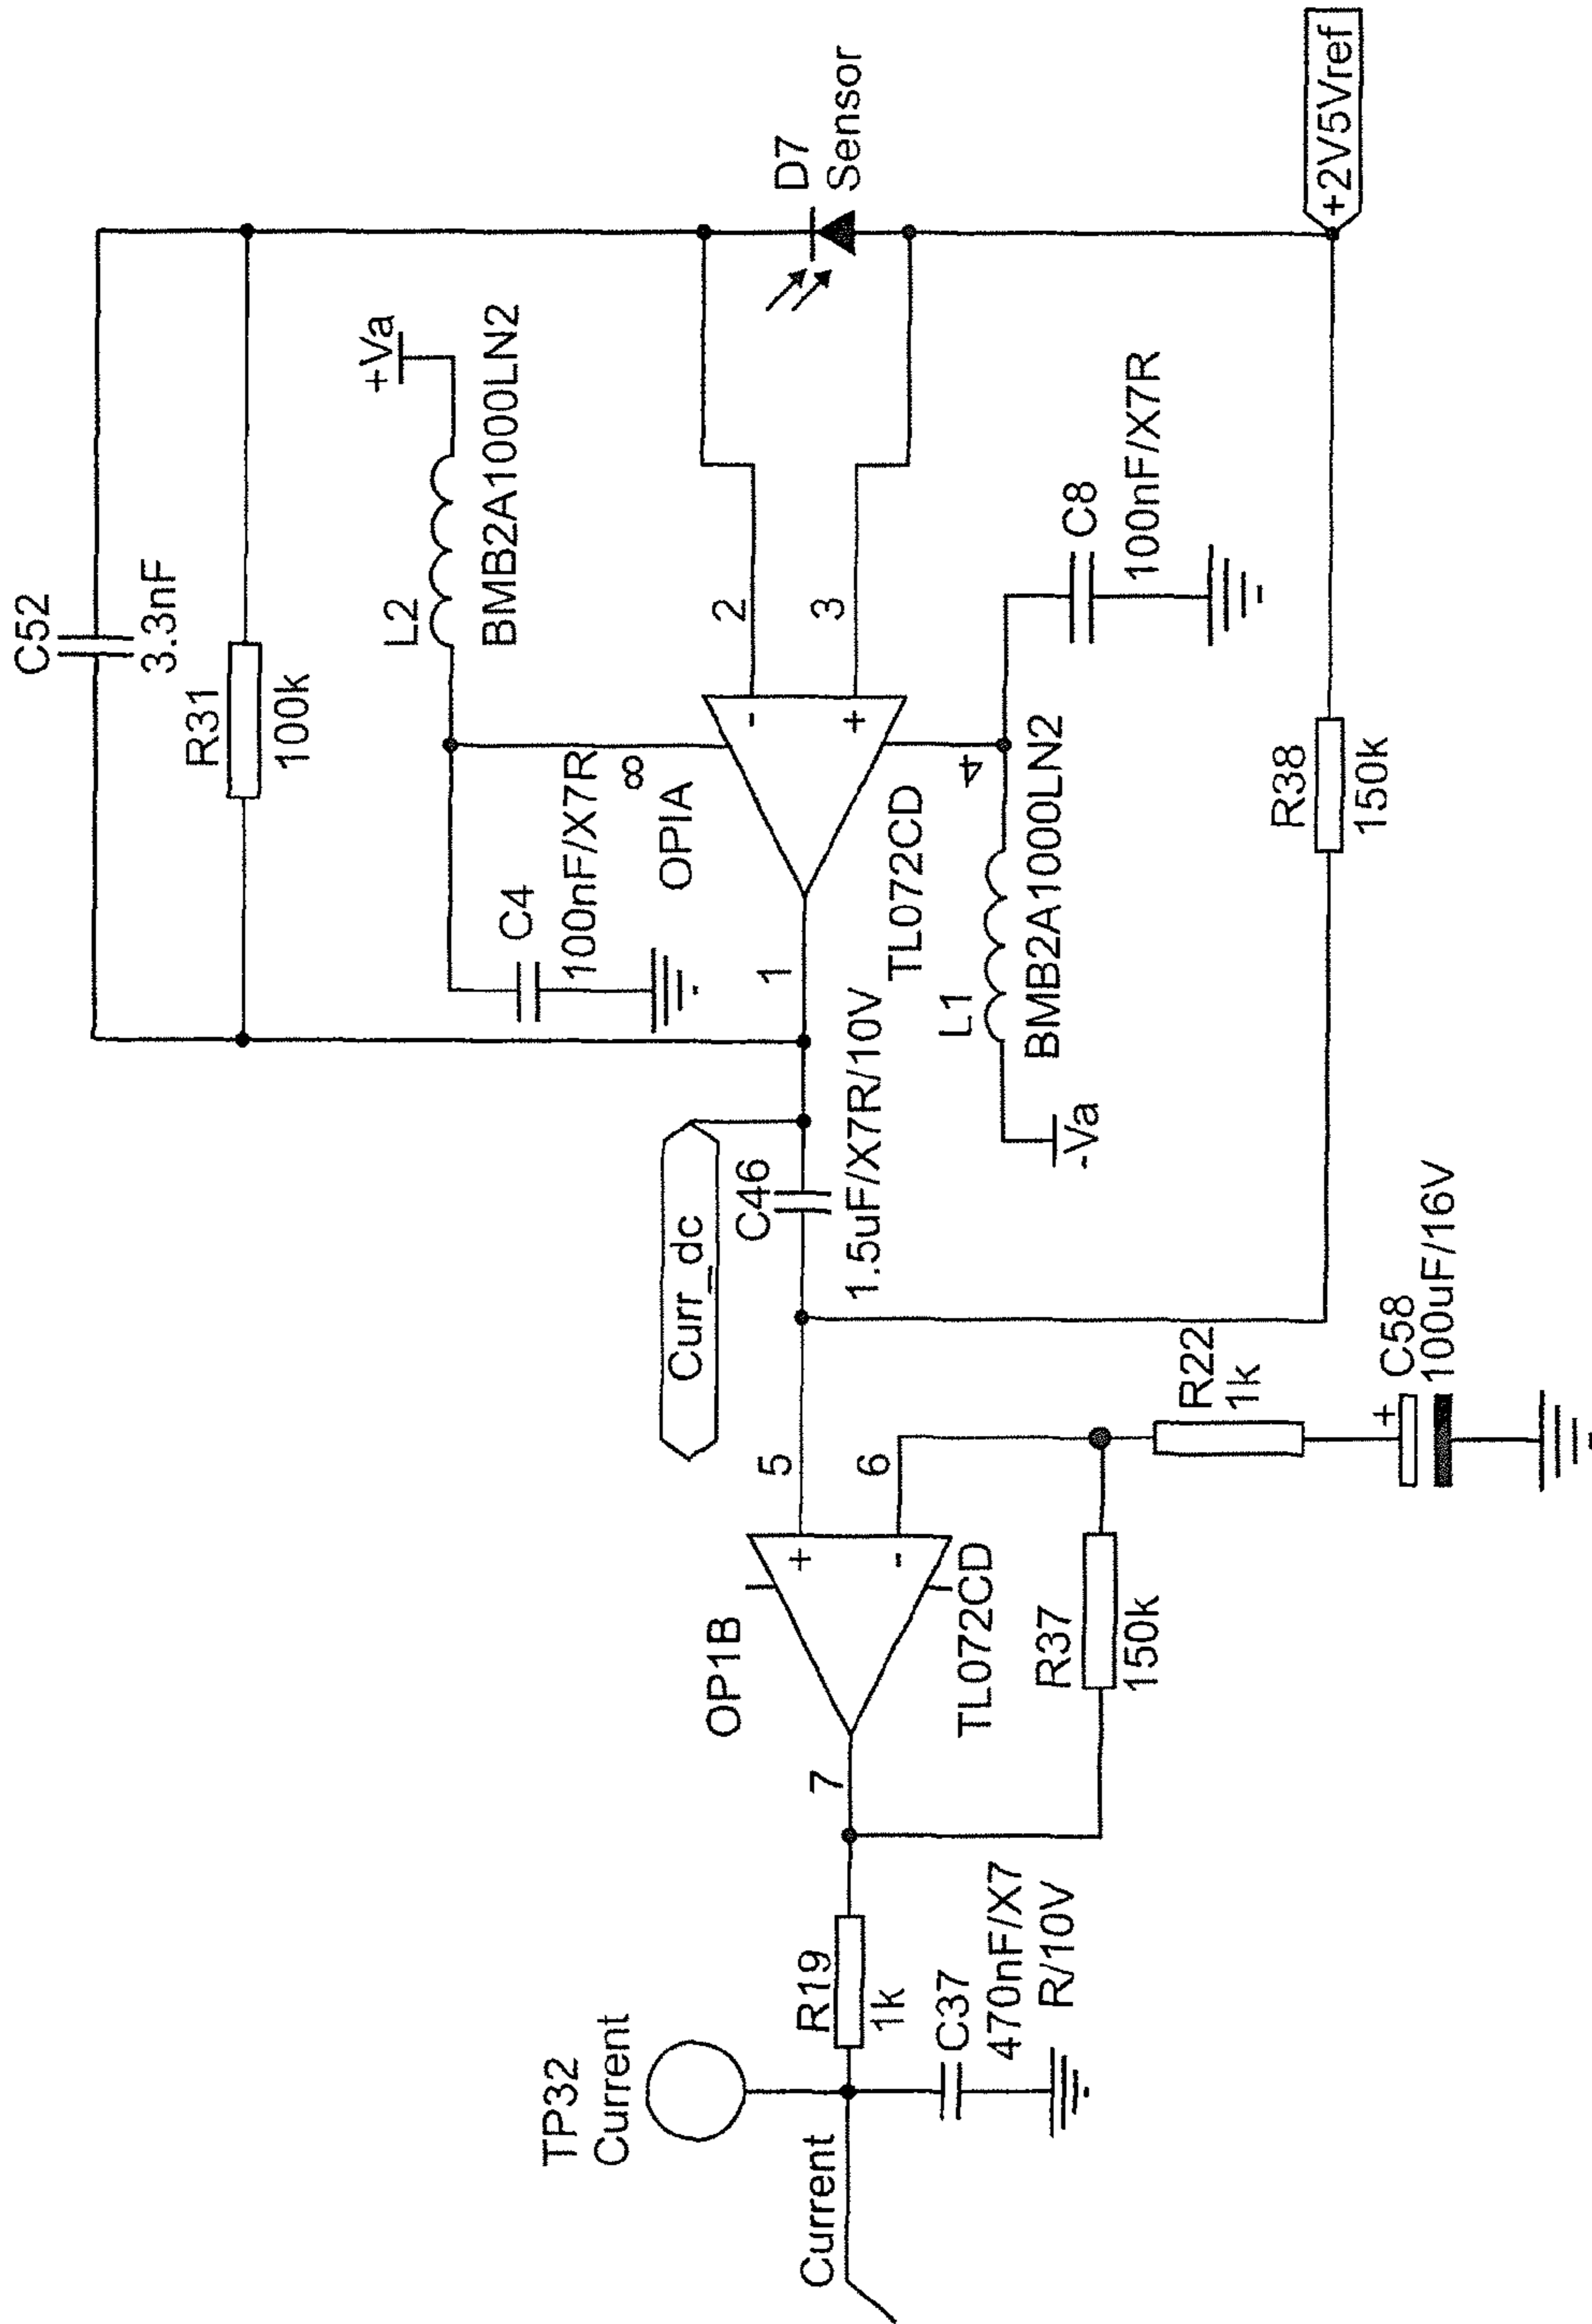 C52
3.3nF
R31
100k
+Va
L2
BMB2A1000LN2
D7
Sensor
C4
100nF/X7R
8
OPIA
2
3
-
+
1
TL072CD
4
C8
100nF/X7R
L1
BMB2A1000LN2
-Va
Curr_dc
C46
1.5uF/X7R/10V
R38
150k
+2V5Vref
OP1B
5
6
+
-
7
TL072CD
R37
150k
R22
1k
+
C58
100uF/16V
R19
1k
C37
470nF/X7
R/10V
TP32
Current
Current